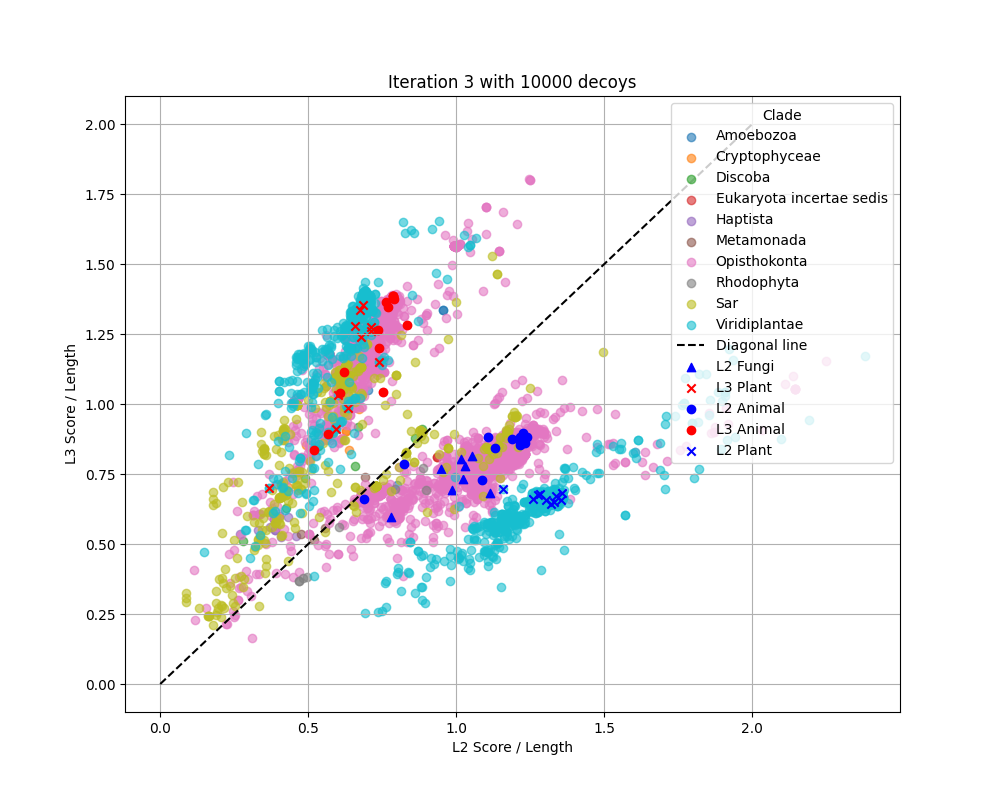 Iteration 3 with 10000 decoys
L3 Score / Length
2.00
1.75
1.50
1.25
1.00
0.75
0.50
0.25
0.00
0.0
0.5
1.0
1.5
2.0
L2 Score / Length
Clade
Amoebozoa
Cryptophyceae
Discoba
Eukaryota incertae sedis
Haptista
Metamonada
Opisthokonta
Rhodophyta
Sar
Viridiplantae
Diagonal line
L2 Fungi
L3 Plant
L2 Animal
L3 Animal
L2 Plant